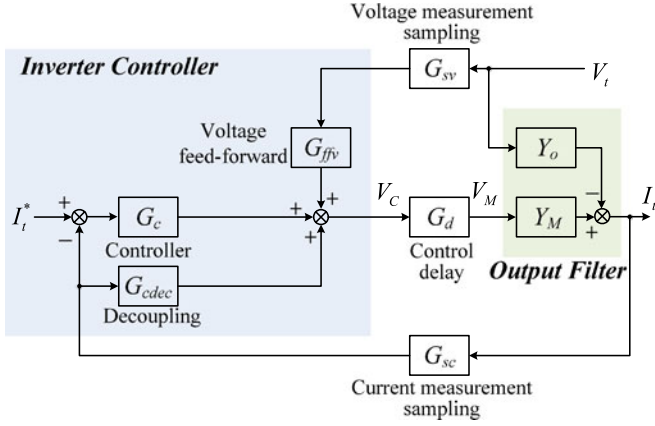 Voltage measurement
sampling
Inverter Controller
G_sv
V_t
Voltage
feed-forward
G_ffv
Y_o
I_t^*
+
−
G_c
Controller
+
+
+
V_C
G_d
Control
delay
V_M
Y_M
−
+
I_t
Output Filter
G_cdec
Decoupling
G_sc
Current measurement
sampling